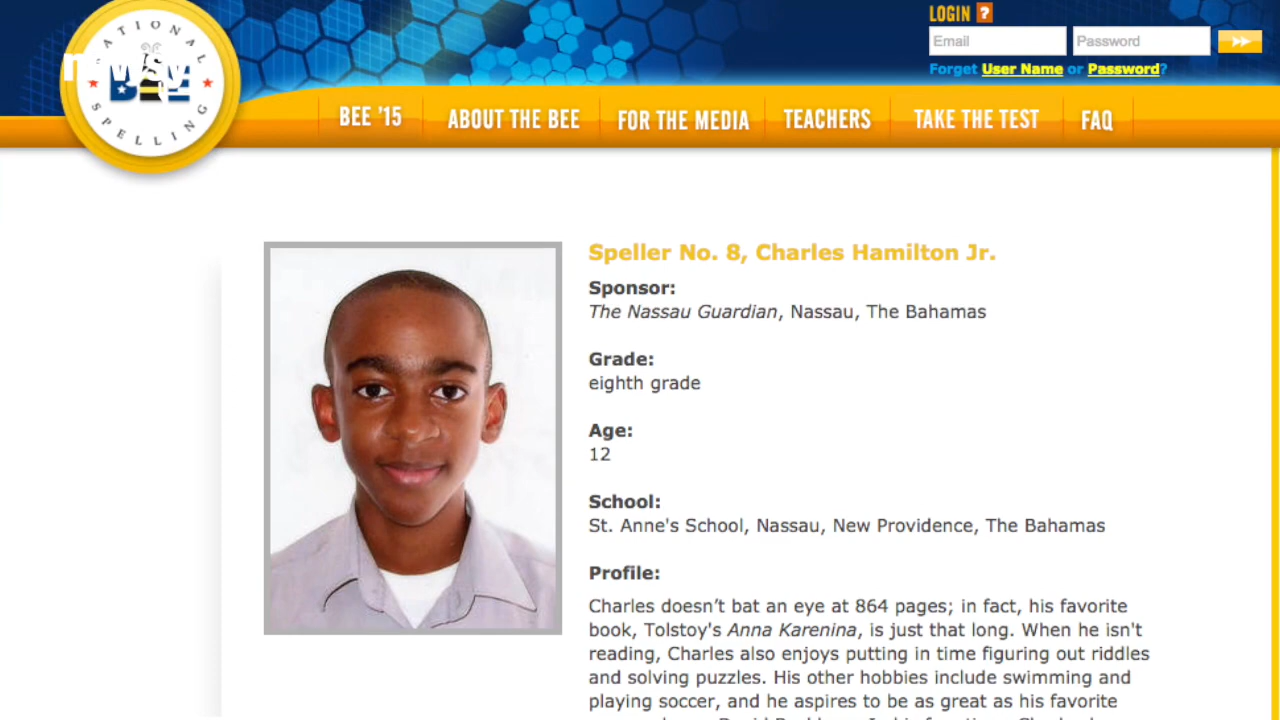 LOGIN ?
Email Password
Forget User Name or Password?
NATIONAL
newsy
BEE
SPELLING
BEE '15 ABOUT THE BEE FOR THE MEDIA TEACHERS TAKE THE TEST FAQ
Speller No. 8, Charles Hamilton Jr.
Sponsor:
The Nassau Guardian, Nassau, The Bahamas
Grade:
eighth grade
Age:
12
School:
St. Anne's School, Nassau, New Providence, The Bahamas
Profile:
Charles doesn’t bat an eye at 864 pages; in fact, his favorite
book, Tolstoy's Anna Karenina, is just that long. When he isn't
reading, Charles also enjoys putting in time figuring out riddles
and solving puzzles. His other hobbies include swimming and
playing soccer, and he aspires to be as great as his favorite